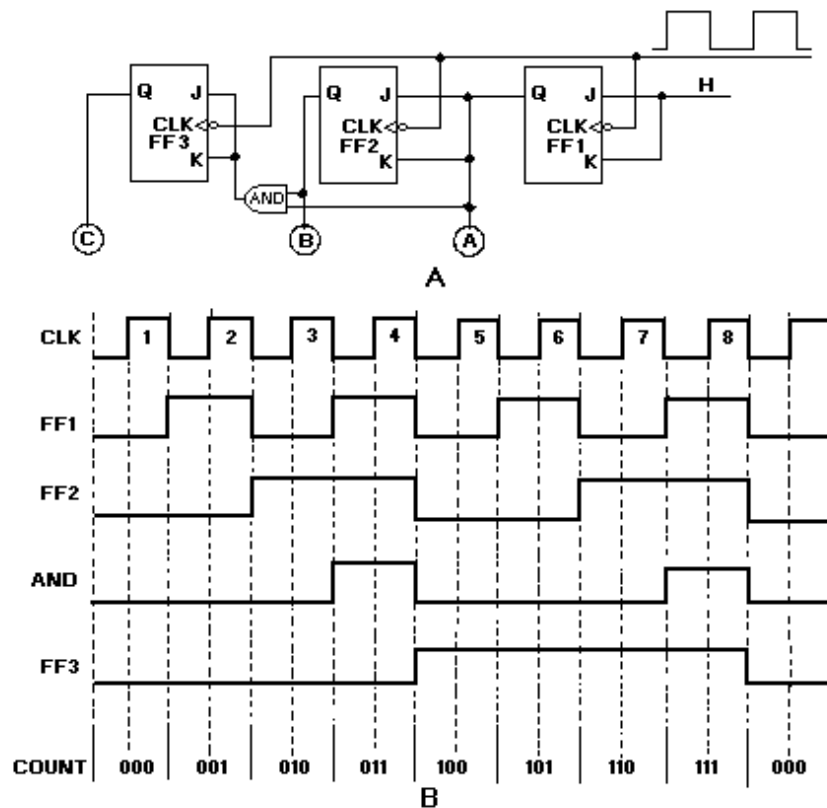 Q J Q J Q J H
CLK CLK CLK
FF3 FF2 FF1
K K K
AND
C B A
A
CLK 1 2 3 4 5 6 7 8
FF1
FF2
AND
FF3
COUNT 000 001 010 011 100 101 110 111 000
B